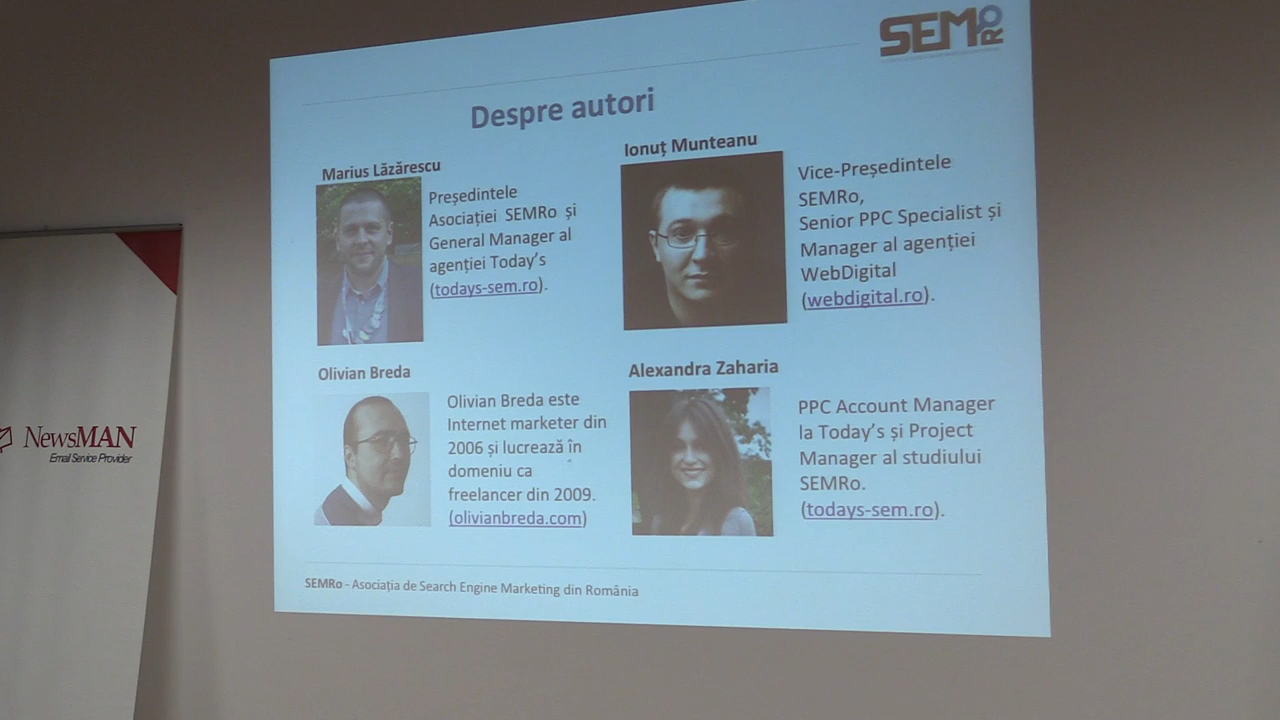 SEMRO
Despre autori
Marius Lăzărescu
Președintele
Asociației SEMRo și
General Manager al
agenției Today's
(todays-sem.ro).
Ionuț Munteanu
Vice-Președintele
SEMRo,
Senior PPC Specialist și
Manager al agenției
WebDigital
(webdigital.ro).
Olivian Breda
Olivian Breda este
Internet marketer din
2006 și lucrează în
domeniu ca
freelancer din 2009.
(olivianbreda.com)
Alexandra Zaharia
PPC Account Manager
la Today's și Project
Manager al studiului
SEMRo.
(todays-sem.ro).
SEMRo - Asociația de Search Engine Marketing din România
NewsMAN
Email Service Provider